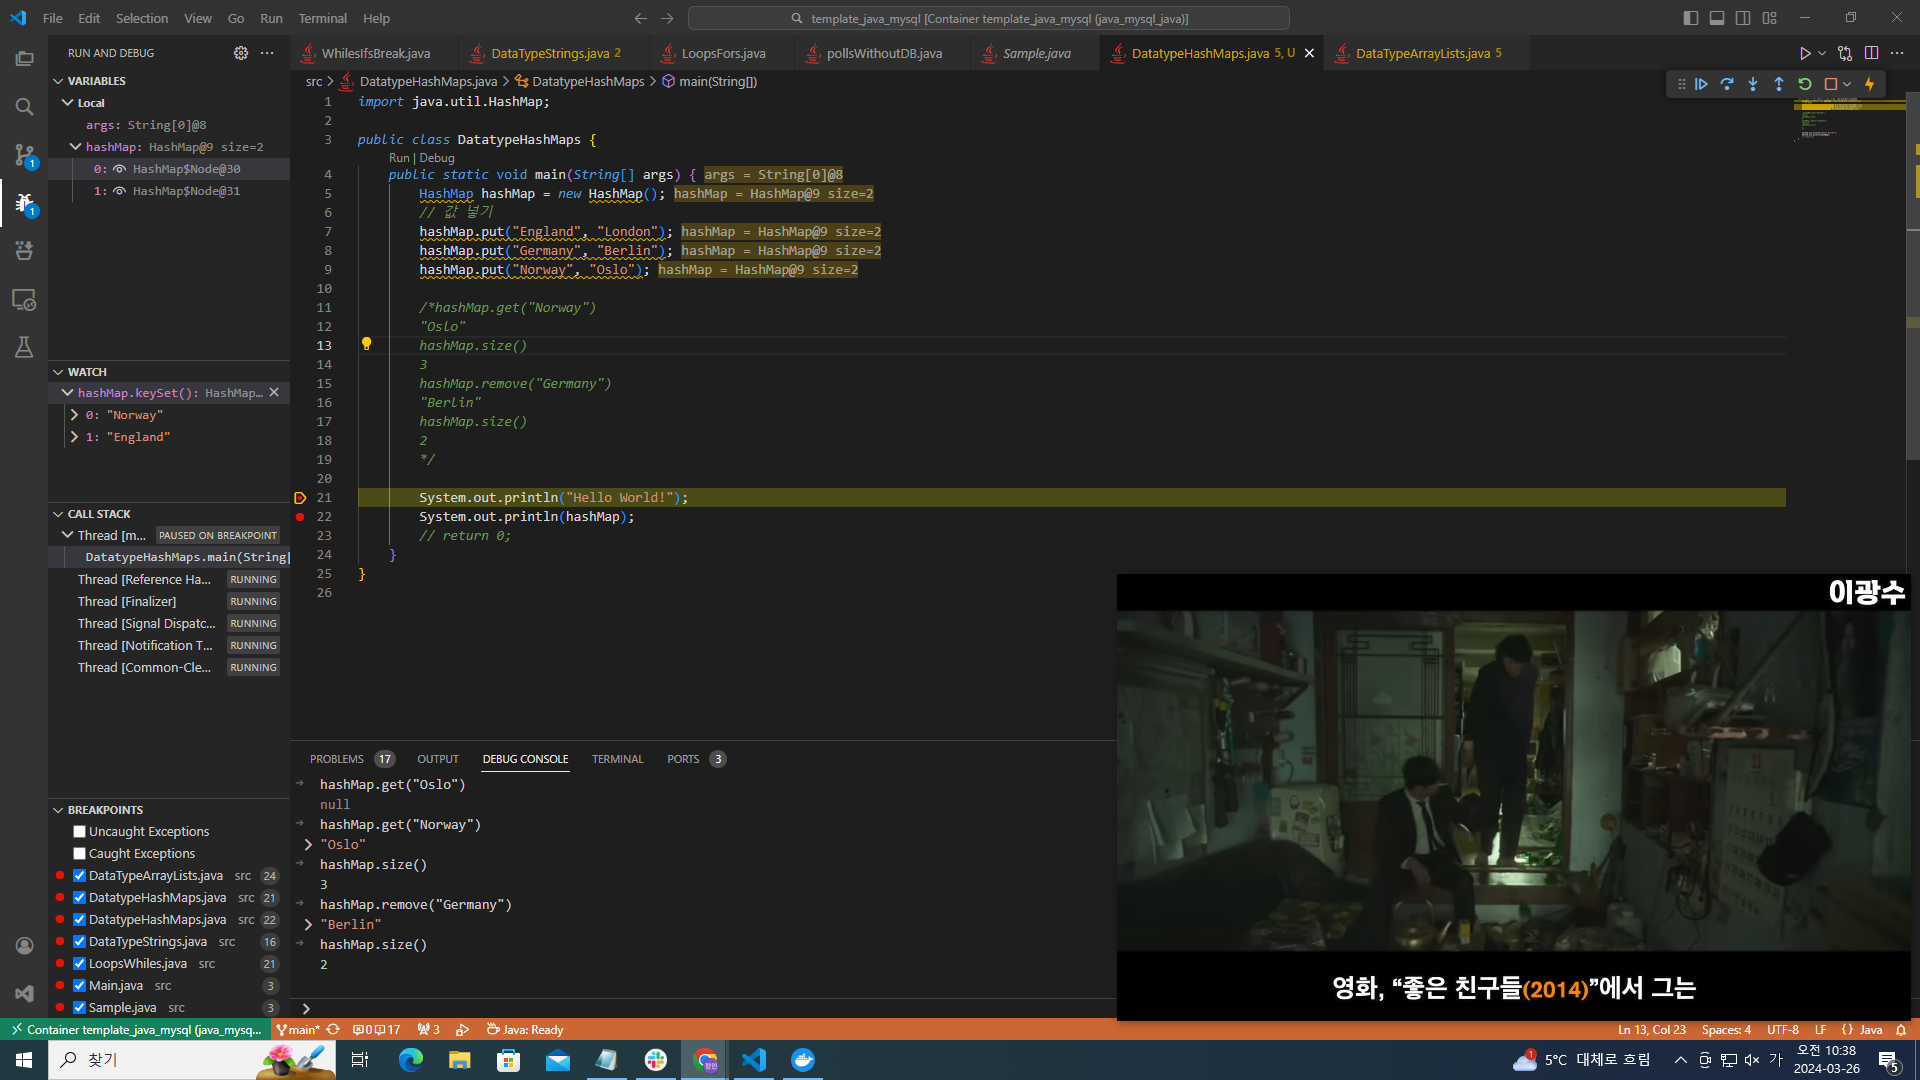 File Edit Selection View Go Run Terminal Help
template_java_mysql [Container template_java_mysql (java_mysql_java)]
RUN AND DEBUG
WhilesIfsBreak.java
DataTypeStrings.java 2
LoopsFors.java
pollsWithoutDB.java
Sample.java
DatatypeHashMaps.java 5, U
DataTypeArrayLists.java 5
src > DatatypeHashMaps.java > DatatypeHashMaps > main(String[])
VARIABLES
Local
args: String[0]@8
hashMap: HashMap@9 size=2
0: HashMap$Node@30
1: HashMap$Node@31
WATCH
hashMap.keySet(): HashMap…
0: "Norway"
1: "England"
CALL STACK
Thread [m... PAUSED ON BREAKPOINT
DatatypeHashMaps.main(String[
Thread [Reference Ha... RUNNING
Thread [Finalizer] RUNNING
Thread [Signal Dispatc... RUNNING
Thread [Notification T... RUNNING
Thread [Common-Cle... RUNNING
BREAKPOINTS
Uncaught Exceptions
Caught Exceptions
DataTypeArrayLists.java src 24
DatatypeHashMaps.java src 21
DatatypeHashMaps.java src 22
DataTypeStrings.java src 16
LoopsWhiles.java src 21
Main.java src 3
Sample.java src 3
1 import java.util.HashMap;
2
3 public class DatatypeHashMaps {
Run | Debug
4 public static void main(String[] args) { args = String[0]@8
5 HashMap hashMap = new HashMap(); hashMap = HashMap@9 size=2
6 // 값 넣기
7 hashMap.put("England", "London"); hashMap = HashMap@9 size=2
8 hashMap.put("Germany", "Berlin"); hashMap = HashMap@9 size=2
9 hashMap.put("Norway", "Oslo"); hashMap = HashMap@9 size=2
10
11 /*hashMap.get("Norway")
12 "Oslo"
13 hashMap.size()
14 3
15 hashMap.remove("Germany")
16 "Berlin"
17 hashMap.size()
18 2
19 */
20
21 System.out.println("Hello World!");
22 System.out.println(hashMap);
23 // return 0;
24 }
25 }
26
PROBLEMS 17 OUTPUT DEBUG CONSOLE TERMINAL PORTS 3
hashMap.get("Oslo")
null
hashMap.get("Norway")
"Oslo"
hashMap.size()
3
hashMap.remove("Germany")
"Berlin"
hashMap.size()
2
이광수
영화, “좋은 친구들(2014)”에서 그는
Container template_java_mysql (java_mysq... main* 0 17 3 Java: Ready
Ln 13, Col 23 Spaces: 4 UTF-8 LF {} Java
찾기
1 5°C 대체로 흐림
가
오전 10:38
2024-03-26
5